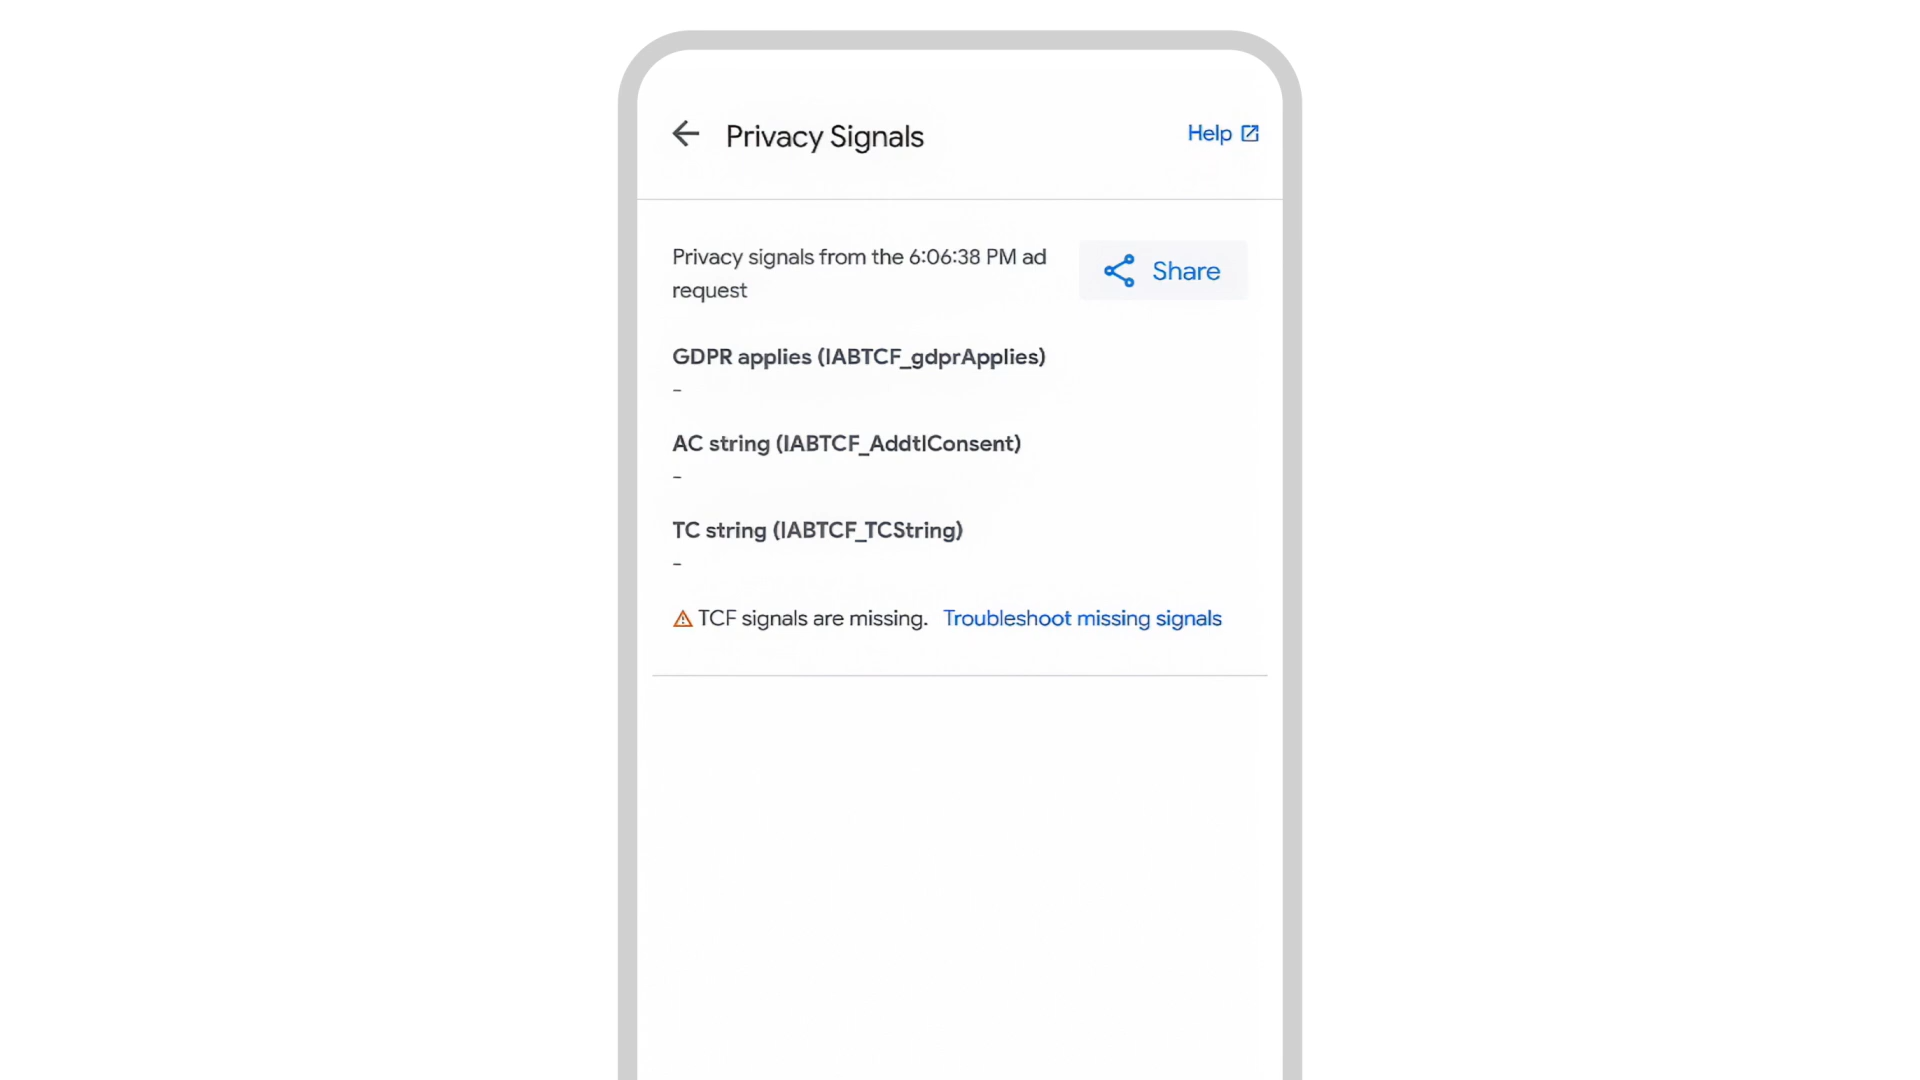 Privacy Signals
Help
Privacy signals from the 6:06:38 PM ad
request
Share
GDPR applies (IABTCF_gdprApplies)
-
AC string (IABTCF_AddtlConsent)
-
TC string (IABTCF_TCString)
-
TCF signals are missing. Troubleshoot missing signals